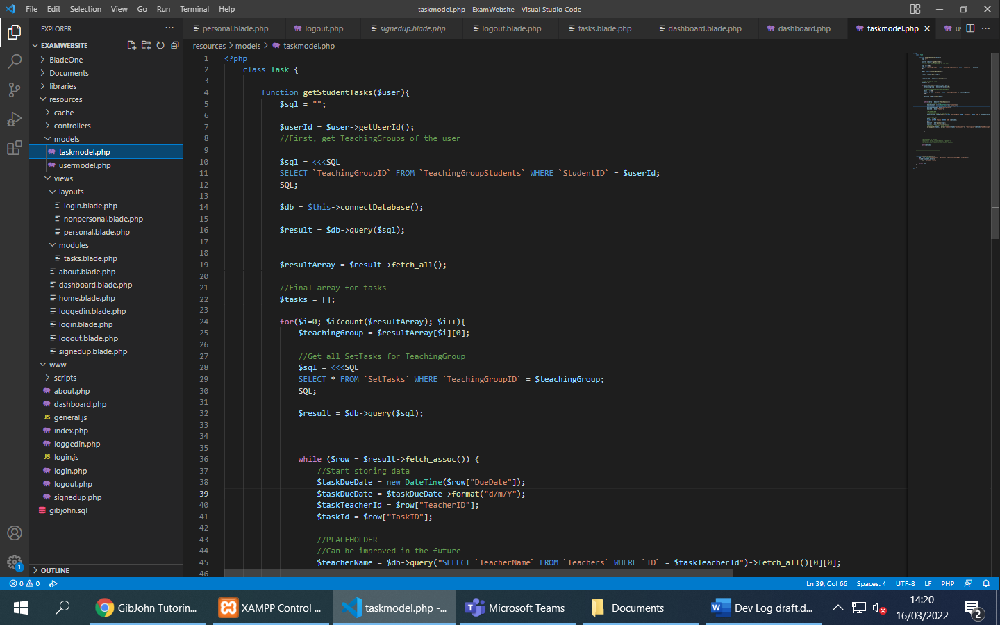 File Edit Selection View Go Run Terminal Help taskmodel.php - ExamWebsite - Visual Studio Code
EXPLORER
personal.blade.php logout.php signedup.blade.php logout.blade.php tasks.blade.php dashboard.blade.php dashboard.php taskmodel.php
EXAMWEBSITE
BladeOne
Documents
libraries
resources
cache
controllers
models
taskmodel.php
usermodel.php
views
layouts
login.blade.php
nonpersonal.blade.php
personal.blade.php
modules
tasks.blade.php
about.blade.php
dashboard.blade.php
home.blade.php
loggedin.blade.php
login.blade.php
logout.blade.php
signedup.blade.php
www
scripts
about.php
dashboard.php
JS general.js
index.php
loggedin.php
JS login.js
login.php
logout.php
signedup.php
gibjohn.sql
OUTLINE
resources > models > taskmodel.php
1 <?php
2 class Task {
3
4 function getStudentTasks($user){
5 $sql = "";
6
7 $userId = $user->getUserId();
8 //First, get TeachingGroups of the user
9
10 $sql = <<<SQL
11 SELECT `TeachingGroupID` FROM `TeachingGroupStudents` WHERE `StudentID` = $userId;
12 SQL;
13
14 $db = $this->connectDatabase();
15
16 $result = $db->query($sql);
17
18
19 $resultArray = $result->fetch_all();
20
21 //Final array for tasks
22 $tasks = [];
23
24 for($i=0; $i<count($resultArray); $i++){
25 $teachingGroup = $resultArray[$i][0];
26
27 //Get all SetTasks for TeachingGroup
28 $sql = <<<SQL
29 SELECT * FROM `SetTasks` WHERE `TeachingGroupID` = $teachingGroup;
30 SQL;
31
32 $result = $db->query($sql);
33
34
35
36 while ($row = $result->fetch_assoc()) {
37 //Start storing data
38 $taskDueDate = new DateTime($row["DueDate"]);
39 $taskDueDate = $taskDueDate->format("d/m/Y");
40 $taskTeacherId = $row["TeacherID"];
41 $taskId = $row["TaskID"];
42
43 //PLACEHOLDER
44 //Can be improved in the future
45 $teacherName = $db->query("SELECT `TeacherName` FROM `Teachers` WHERE `ID` = $taskTeacherId")->fetch_all()[0][0];
46
1
0 0 Ln 39, Col 66 Spaces: 4 UTF-8 LF PHP
GibJohn Tutorin... XAMPP Control ... taskmodel.php -... Microsoft Teams Documents Dev Log draft.d...
14:20
16/03/2022
2